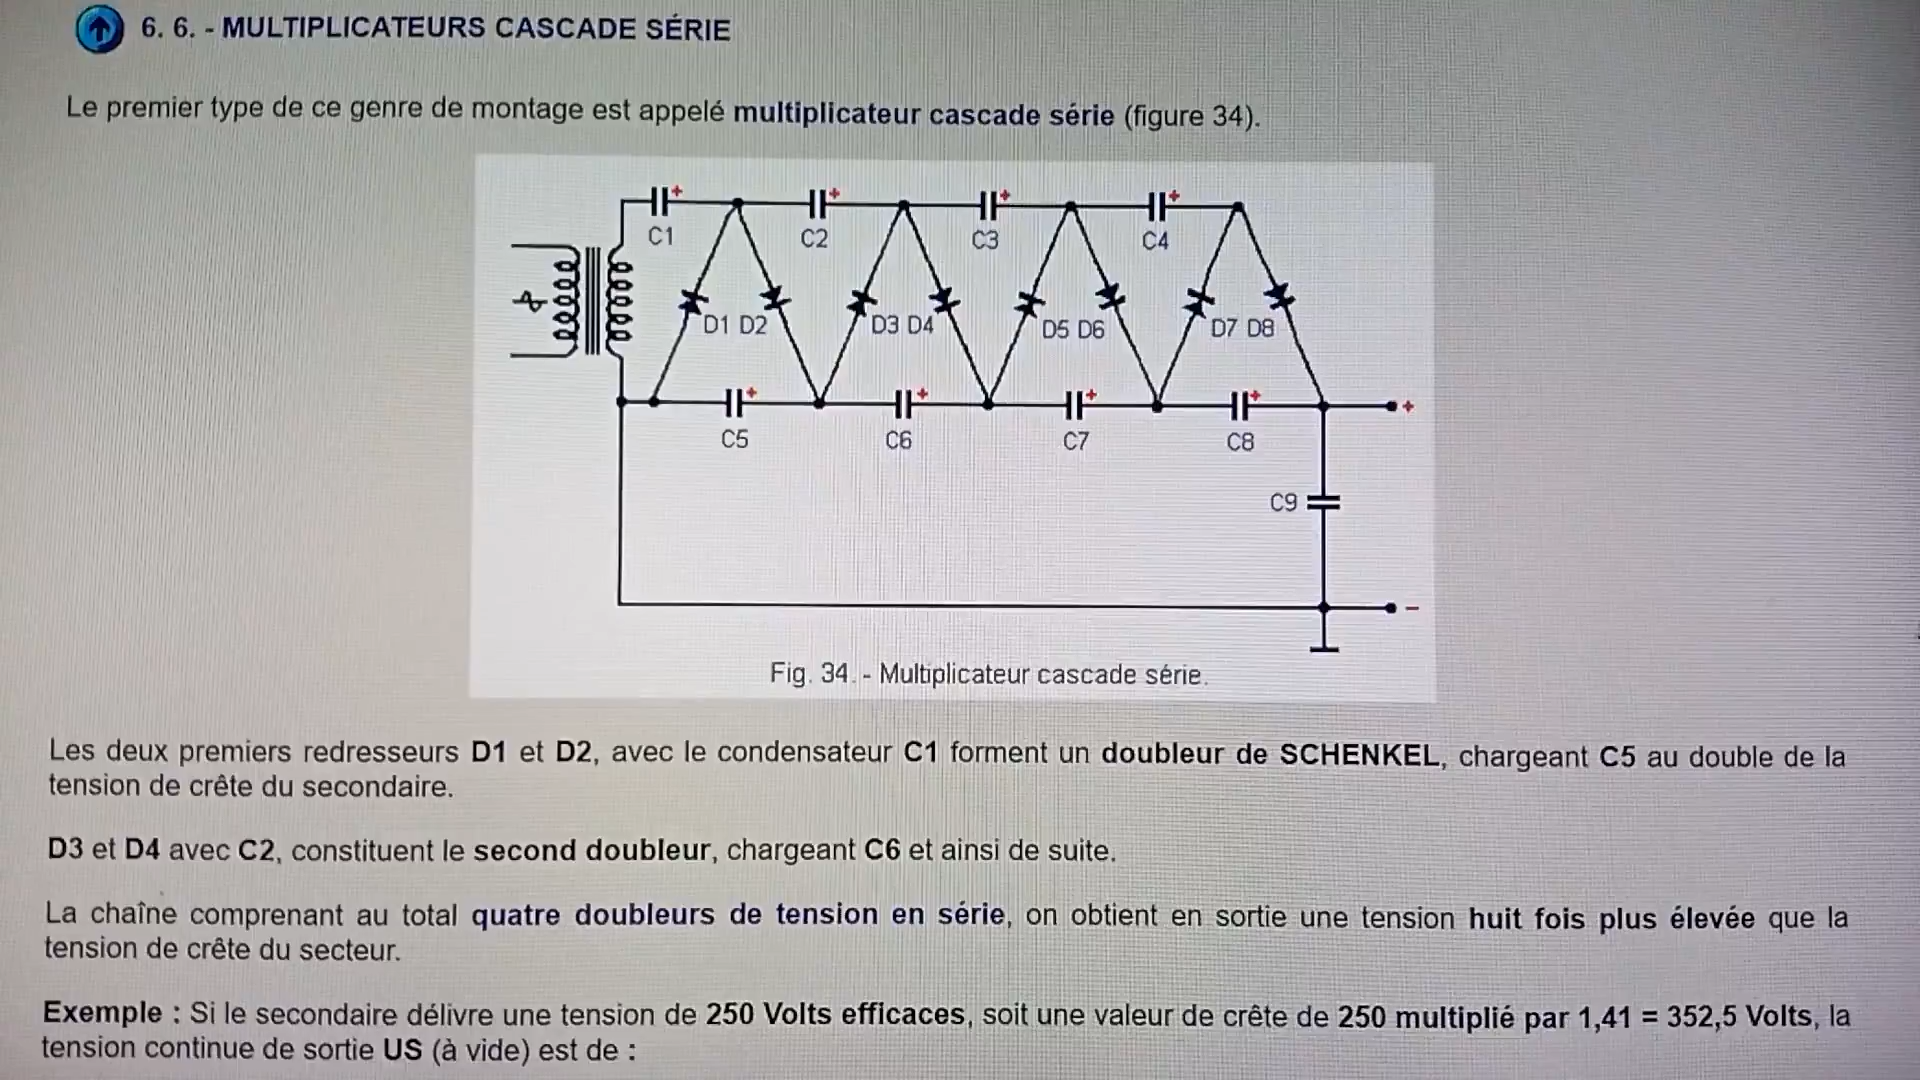 6. 6. - MULTIPLICATEURS CASCADE SÉRIE
Le premier type de ce genre de montage est appelé multiplicateur cascade série (figure 34).
+ + + +
C1 C2 C3 C4
D1 D2 D3 D4 D5 D6 D7 D8
+ + + + +
C5 C6 C7 C8
C9
-
Fig. 34. - Multiplicateur cascade série.
Les deux premiers redresseurs D1 et D2, avec le condensateur C1 forment un doubleur de SCHENKEL, chargeant C5 au double de la
tension de crête du secondaire.
D3 et D4 avec C2, constituent le second doubleur, chargeant C6 et ainsi de suite.
La chaîne comprenant au total quatre doubleurs de tension en série, on obtient en sortie une tension huit fois plus élevée que la
tension de crête du secteur.
Exemple : Si le secondaire délivre une tension de 250 Volts efficaces, soit une valeur de crête de 250 multiplié par 1,41 = 352,5 Volts, la
tension continue de sortie US (à vide) est de :